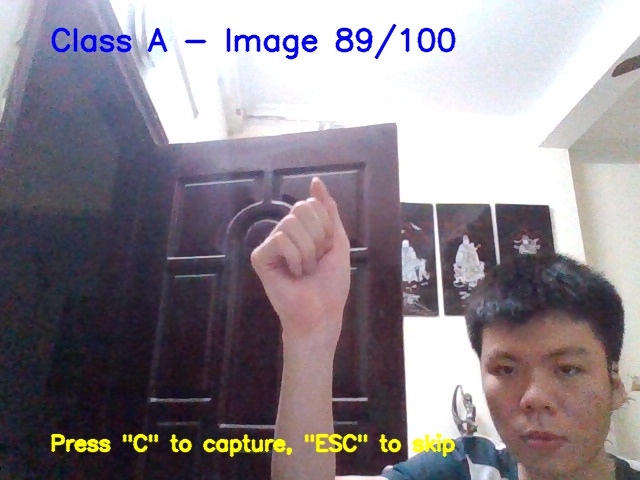 Class A - Image 89/100
Press "C" to capture, "ESC" to skip